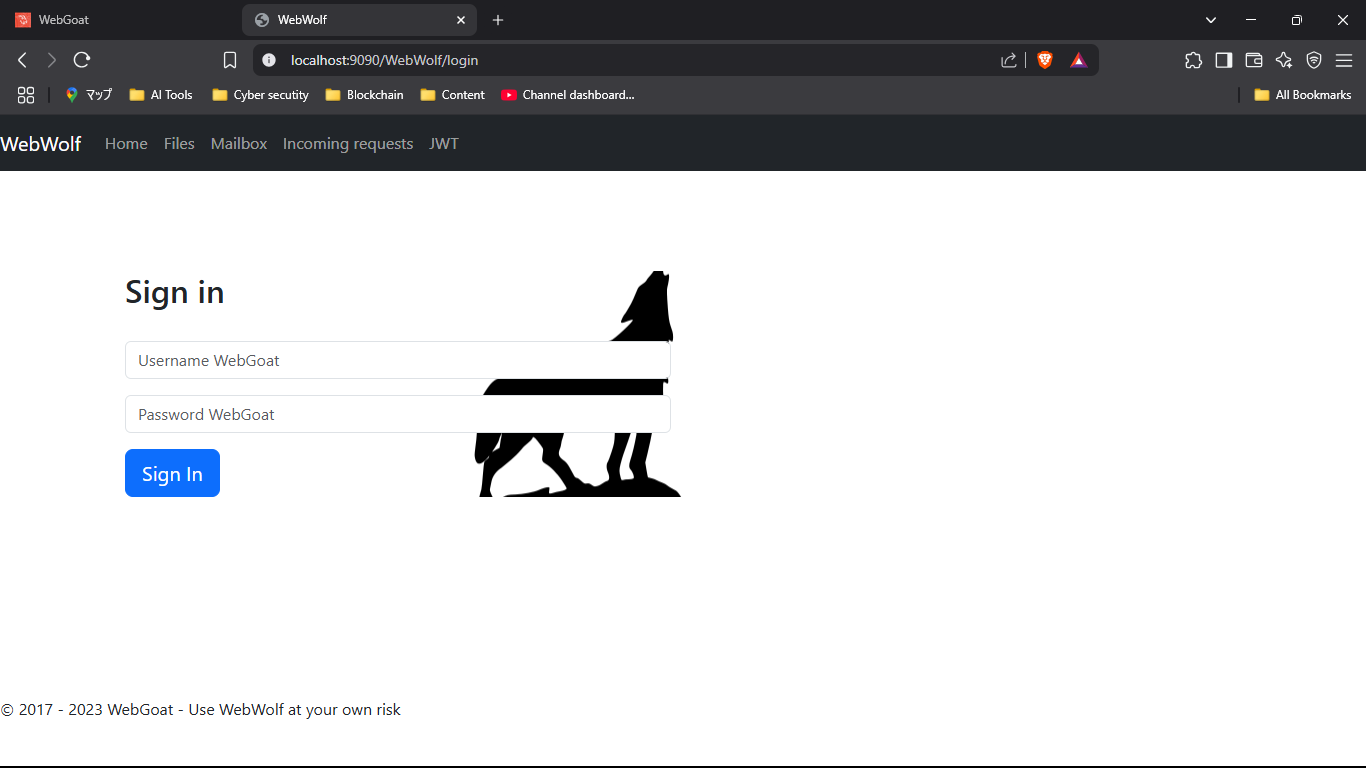 WebGoat
WebWolf
localhost:9090/WebWolf/login
マップ
AI Tools
Cyber secutity
Blockchain
Content
Channel dashboard...
All Bookmarks
WebWolf Home Files Mailbox Incoming requests JWT
Sign in
Username WebGoat
Password WebGoat
Sign In
© 2017 - 2023 WebGoat - Use WebWolf at your own risk